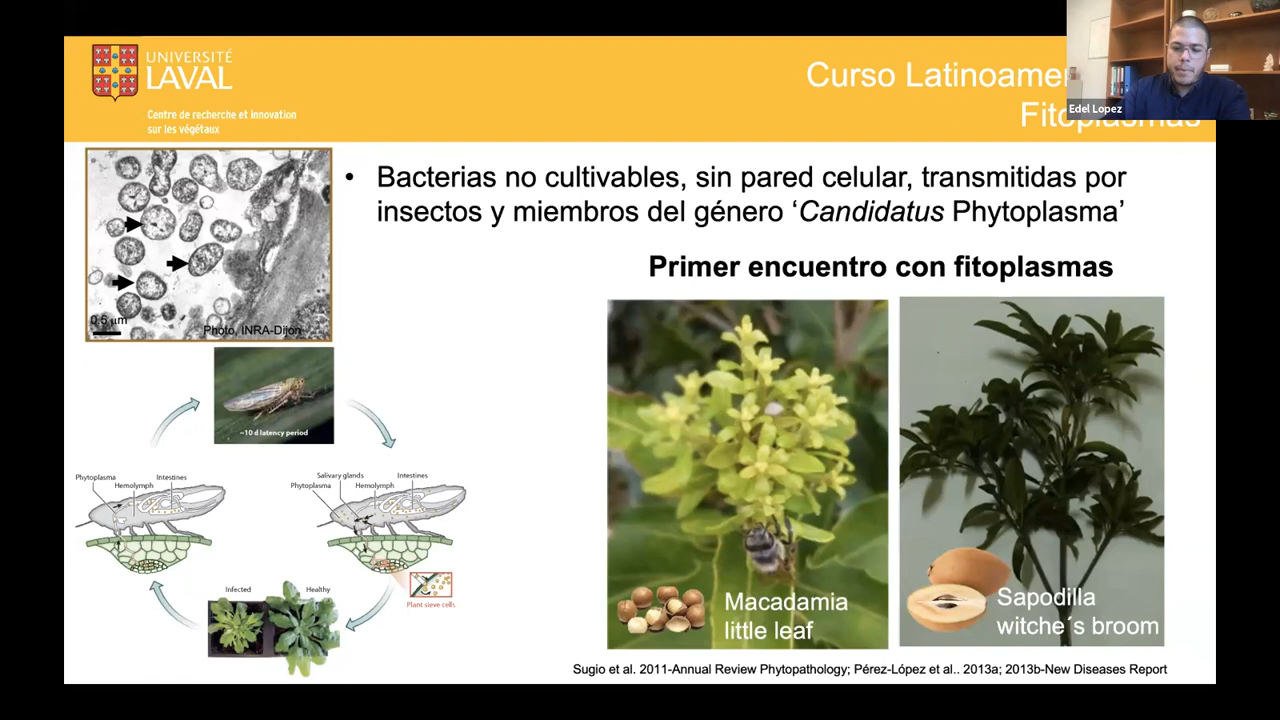 UNIVERSITÉ
LAVAL
Centre de recherche et innovation
sur les végétaux
Curso Latinoamer
Fitoplasmas
Edel Lopez
• Bacterias no cultivables, sin pared celular, transmitidas por
insectos y miembros del género ‘Candidatus Phytoplasma’
Primer encuentro con fitoplasmas
0.5 µm
Photo, INRA-Dijon
~10 d latency period
Phytoplasma
Hemolymph
Intestines
Salivary glands
Phytoplasma
Hemolymph
Intestines
Plant sieve cells
Infected
Healthy
Macadamia
little leaf
Sapodilla
witche´s broom
Sugio et al. 2011-Annual Review Phytopathology; Pérez-López et al.. 2013a; 2013b-New Diseases Report